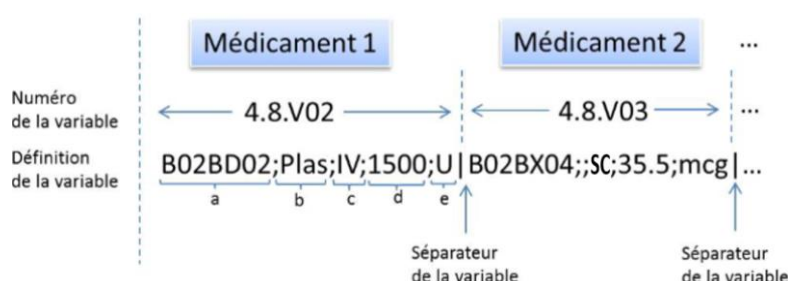 Médicament 1 Médicament 2 ...
Numéro
de la variable
4.8.V02 4.8.V03 ...
Définition
de la variable
B02BD02;Plas;IV;1500;U|B02BX04;;SC;35.5;mcg|...
a b c d e
Séparateur
de la variable
Séparateur
de la variable